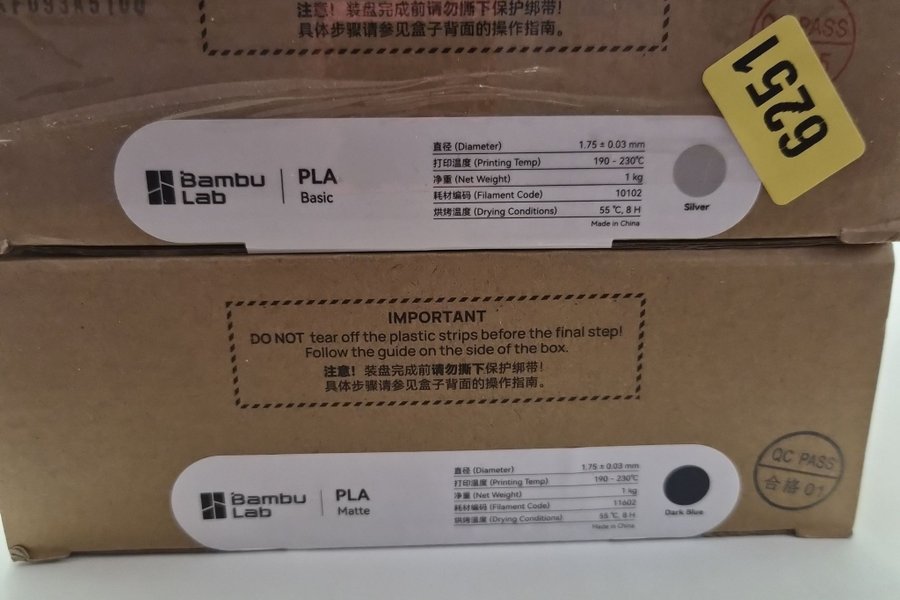 注意！装盘完成前请勿撕下保护绑带!
具体步骤请参见盒子背面的操作指南。
QC PASS
6251
Bambu
Lab
PLA
Basic
直径 (Diameter) 1.75 ± 0.03 mm
打印温度 (Printing Temp) 190 - 230℃
净重 (Net Weight) 1 kg
耗材编码 (Filament Code) 10102
烘烤温度 (Drying Conditions) 55 ℃, 8 H
Made in China
Silver
IMPORTANT
DO NOT tear off the plastic strips before the final step!
Follow the guide on the side of the box.
注意！装盘完成前请勿撕下保护绑带!
具体步骤请参见盒子背面的操作指南。
QC PASS
合格 01
Bambu
Lab
PLA
Matte
直径 (Diameter) 1.75 ± 0.03 mm
打印温度 (Printing Temp) 190 - 230℃
净重 (Net Weight) 1 kg
耗材编码 (Filament Code) 11602
烘烤温度 (Drying Conditions) 55 ℃, 8 H
Made in China
Dark Blue